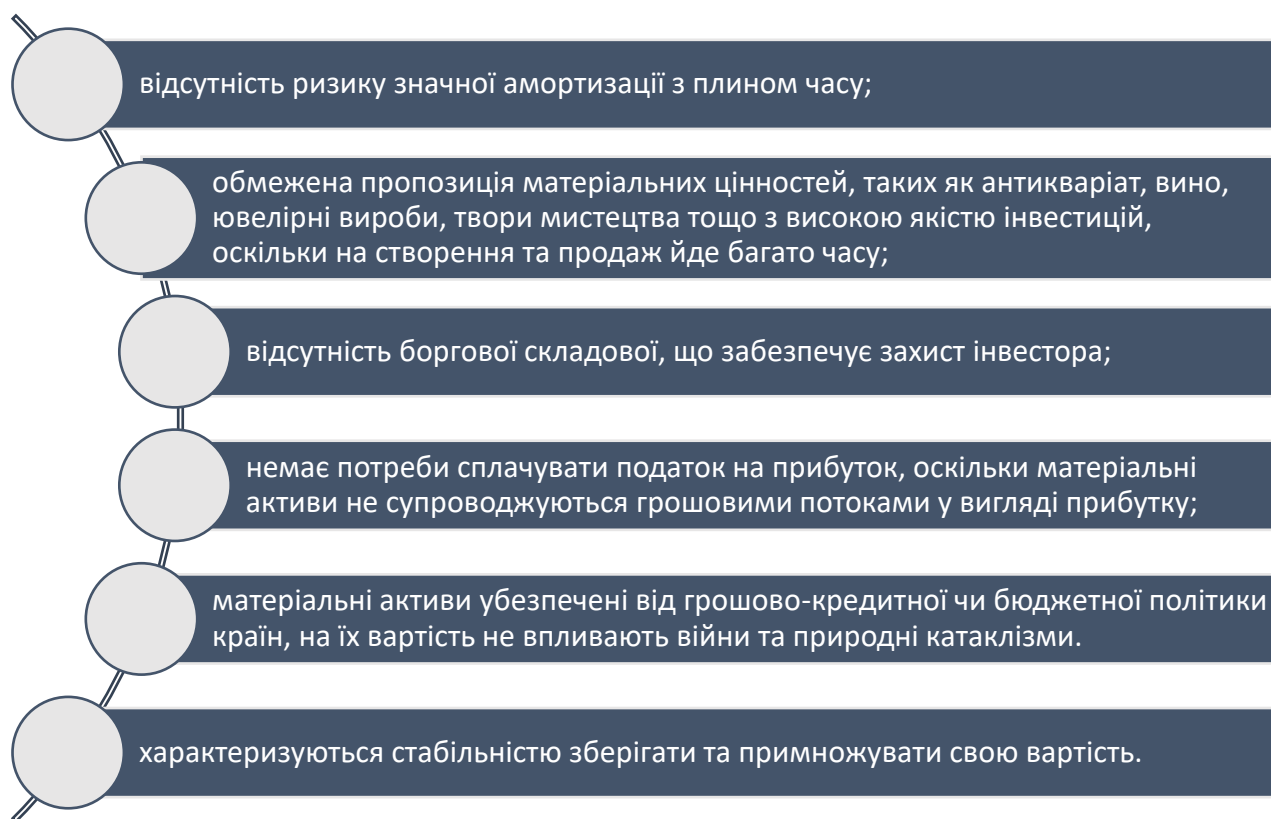 відсутність ризику значної амортизації з плином часу;
обмежена пропозиція матеріальних цінностей, таких як антикваріат, вино,
ювелірні вироби, твори мистецтва тощо з високою якістю інвестицій,
оскільки на створення та продаж йде багато часу;
відсутність боргової складової, що забезпечує захист інвестора;
немає потреби сплачувати податок на прибуток, оскільки матеріальні
активи не супроводжуються грошовими потоками у вигляді прибутку;
матеріальні активи убезпечені від грошово-кредитної чи бюджетної політики
країн, на їх вартість не впливають війни та природні катаклізми.
характеризуються стабільністю зберігати та примножувати свою вартість.